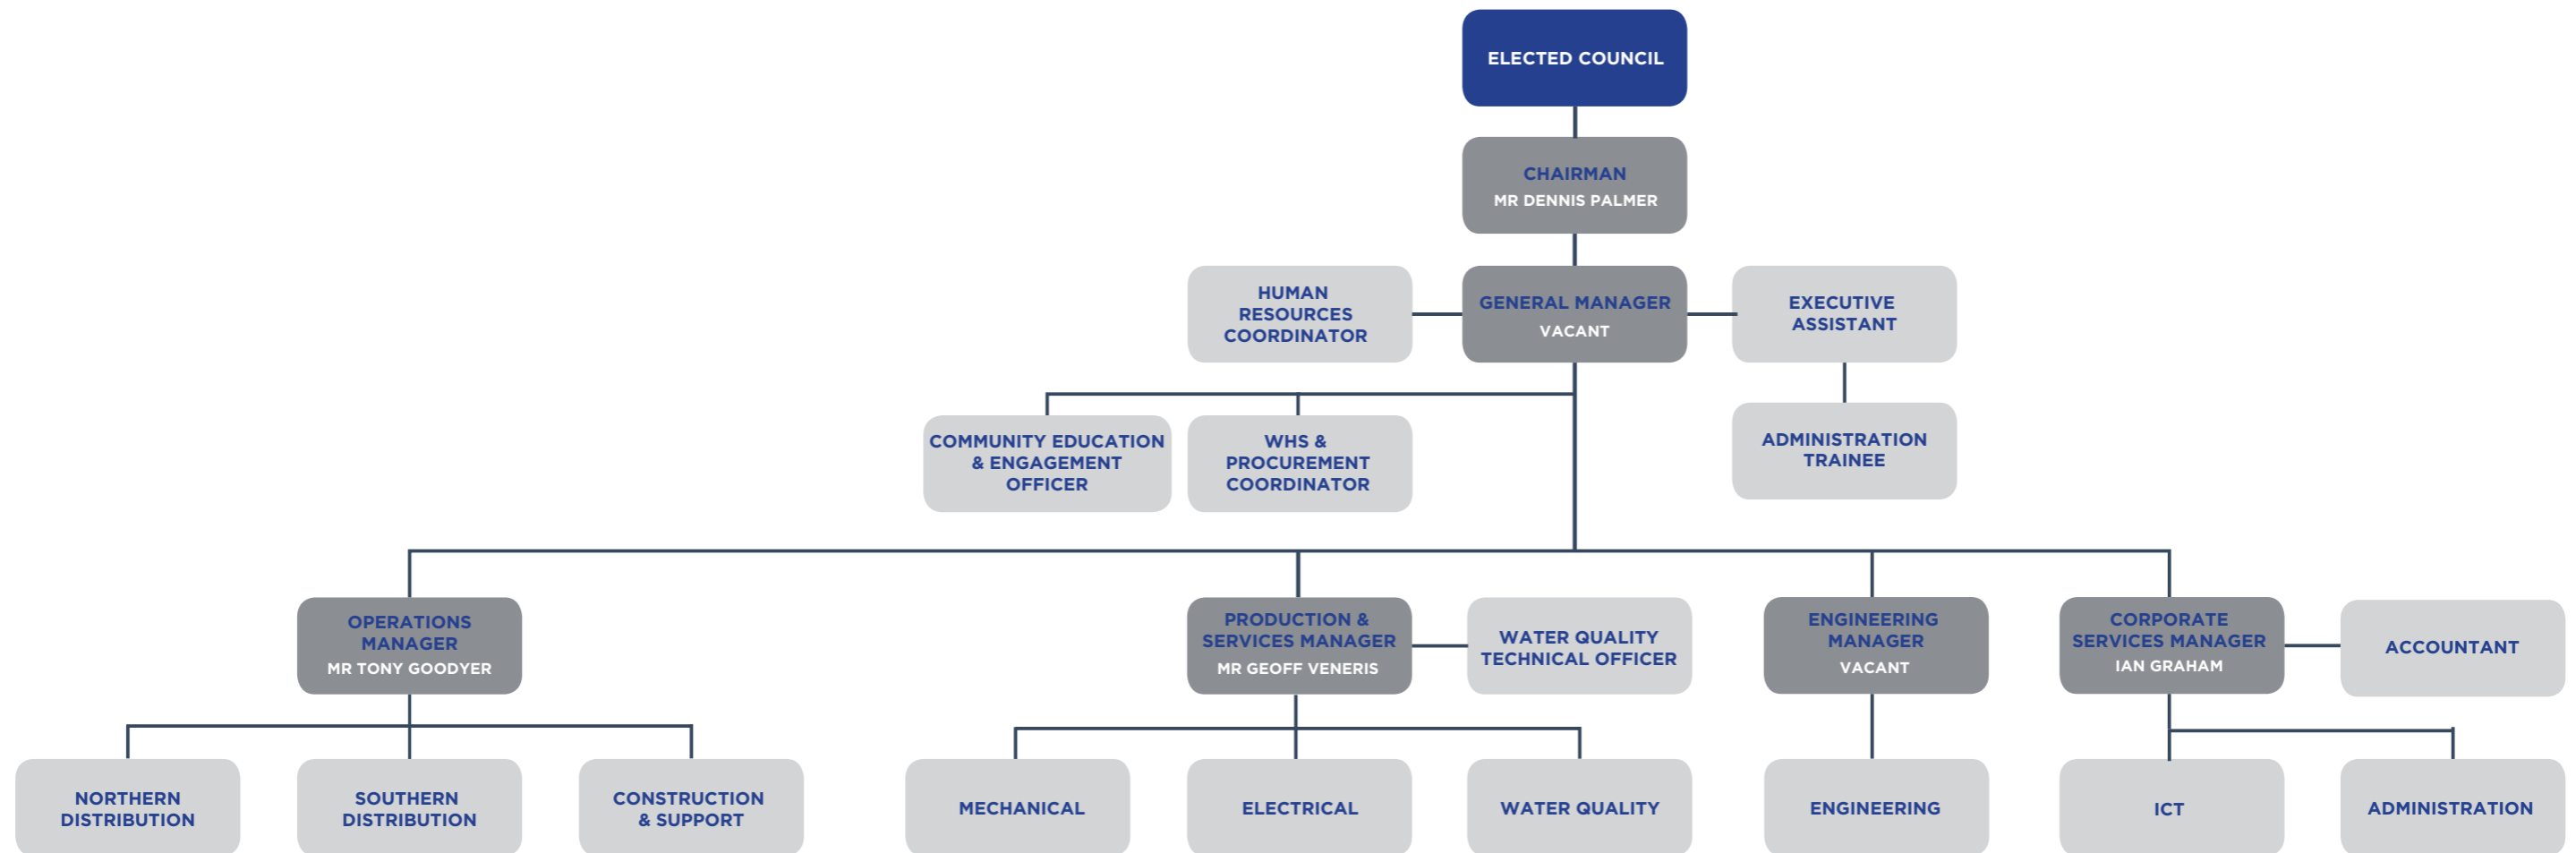 ELECTED COUNCIL
CHAIRMAN
MR DENNIS PALMER
HUMAN
RESOURCES
COORDINATOR
GENERAL MANAGER
VACANT
EXECUTIVE
ASSISTANT
COMMUNITY EDUCATION
& ENGAGEMENT
OFFICER
WHS &
PROCUREMENT
COORDINATOR
ADMINISTRATION
TRAINEE
OPERATIONS
MANAGER
MR TONY GOODYER
PRODUCTION &
SERVICES MANAGER
MR GEOFF VENERIS
WATER QUALITY
TECHNICAL OFFICER
ENGINEERING
MANAGER
VACANT
CORPORATE
SERVICES MANAGER
IAN GRAHAM
ACCOUNTANT
NORTHERN
DISTRIBUTION
SOUTHERN
DISTRIBUTION
CONSTRUCTION
& SUPPORT
MECHANICAL
ELECTRICAL
WATER QUALITY
ENGINEERING
ICT
ADMINISTRATION